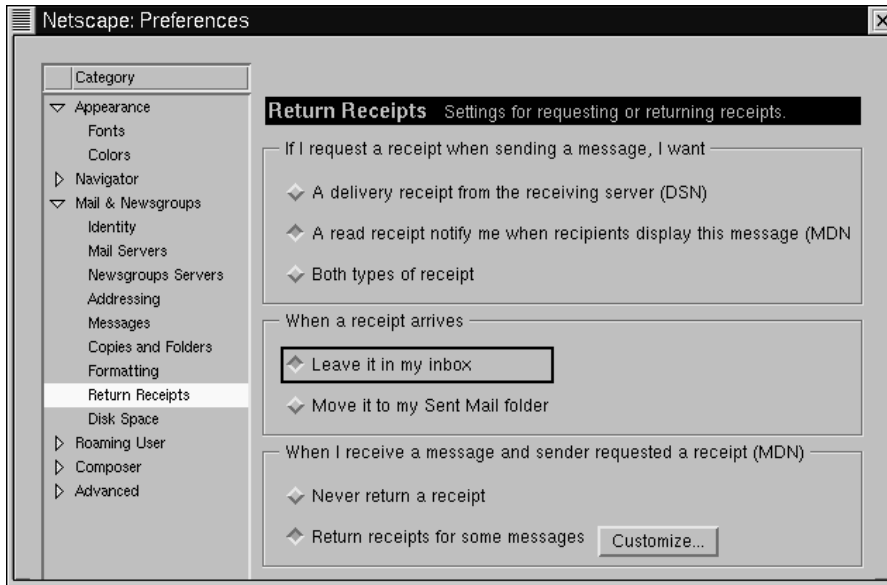 Netscape: Preferences
Category
Appearance
Fonts
Colors
Navigator
Mail & Newsgroups
Identity
Mail Servers
Newsgroups Servers
Addressing
Messages
Copies and Folders
Formatting
Return Receipts
Disk Space
Roaming User
Composer
Advanced
Return Receipts Settings for requesting or returning receipts.
If I request a receipt when sending a message, I want
A delivery receipt from the receiving server (DSN)
A read receipt notify me when recipients display this message (MDN
Both types of receipt
When a receipt arrives
Leave it in my inbox
Move it to my Sent Mail folder
When I receive a message and sender requested a receipt (MDN)
Never return a receipt
Return receipts for some messages Customize...